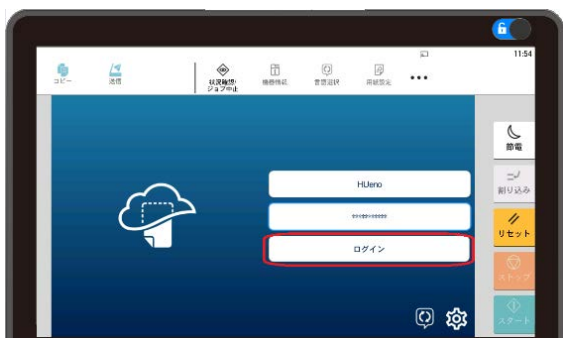 11:54
コピー
送信
状況確認/
ジョブ中止
機器情報
言語選択
用紙設定
HUeno
***********
ログイン
節電
割り込み
リセット
ストップ
スタート